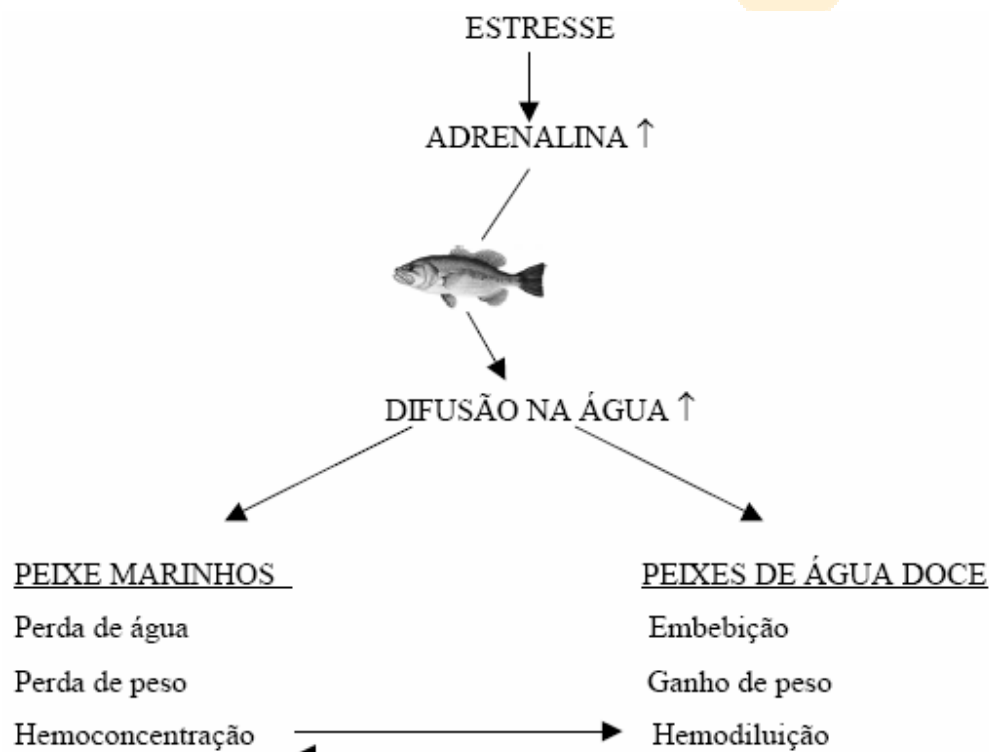 ESTRESSE
ADRENALINA ↑
DIFUSÃO NA ÁGUA ↑
PEIXE MARINHOS
PEIXES DE ÁGUA DOCE
Perda de água
Embebição
Perda de peso
Ganho de peso
Hemoconcentração
Hemodiluição